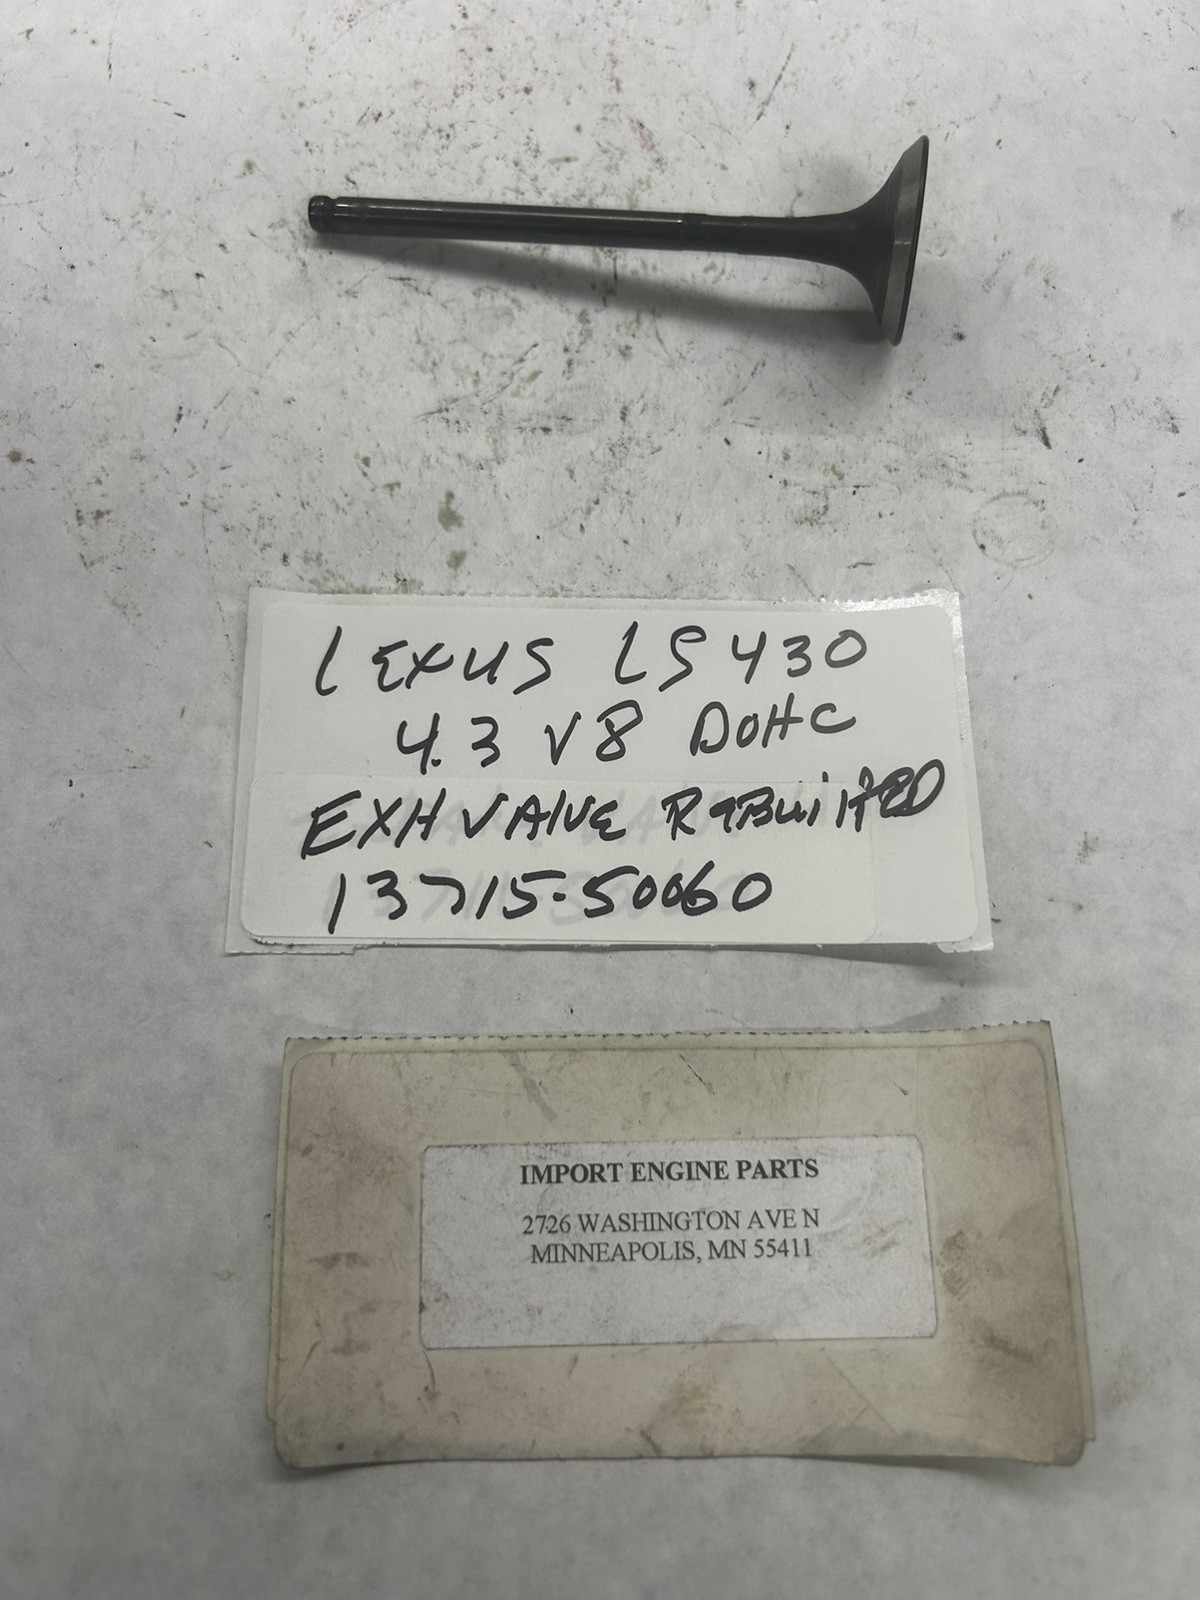 LEXUS LS430
4.3 V8 DOHC
EXH VALVE REBUILTED
13715-50060
IMPORT ENGINE PARTS
2726 WASHINGTON AVE N
MINNEAPOLIS, MN 55411